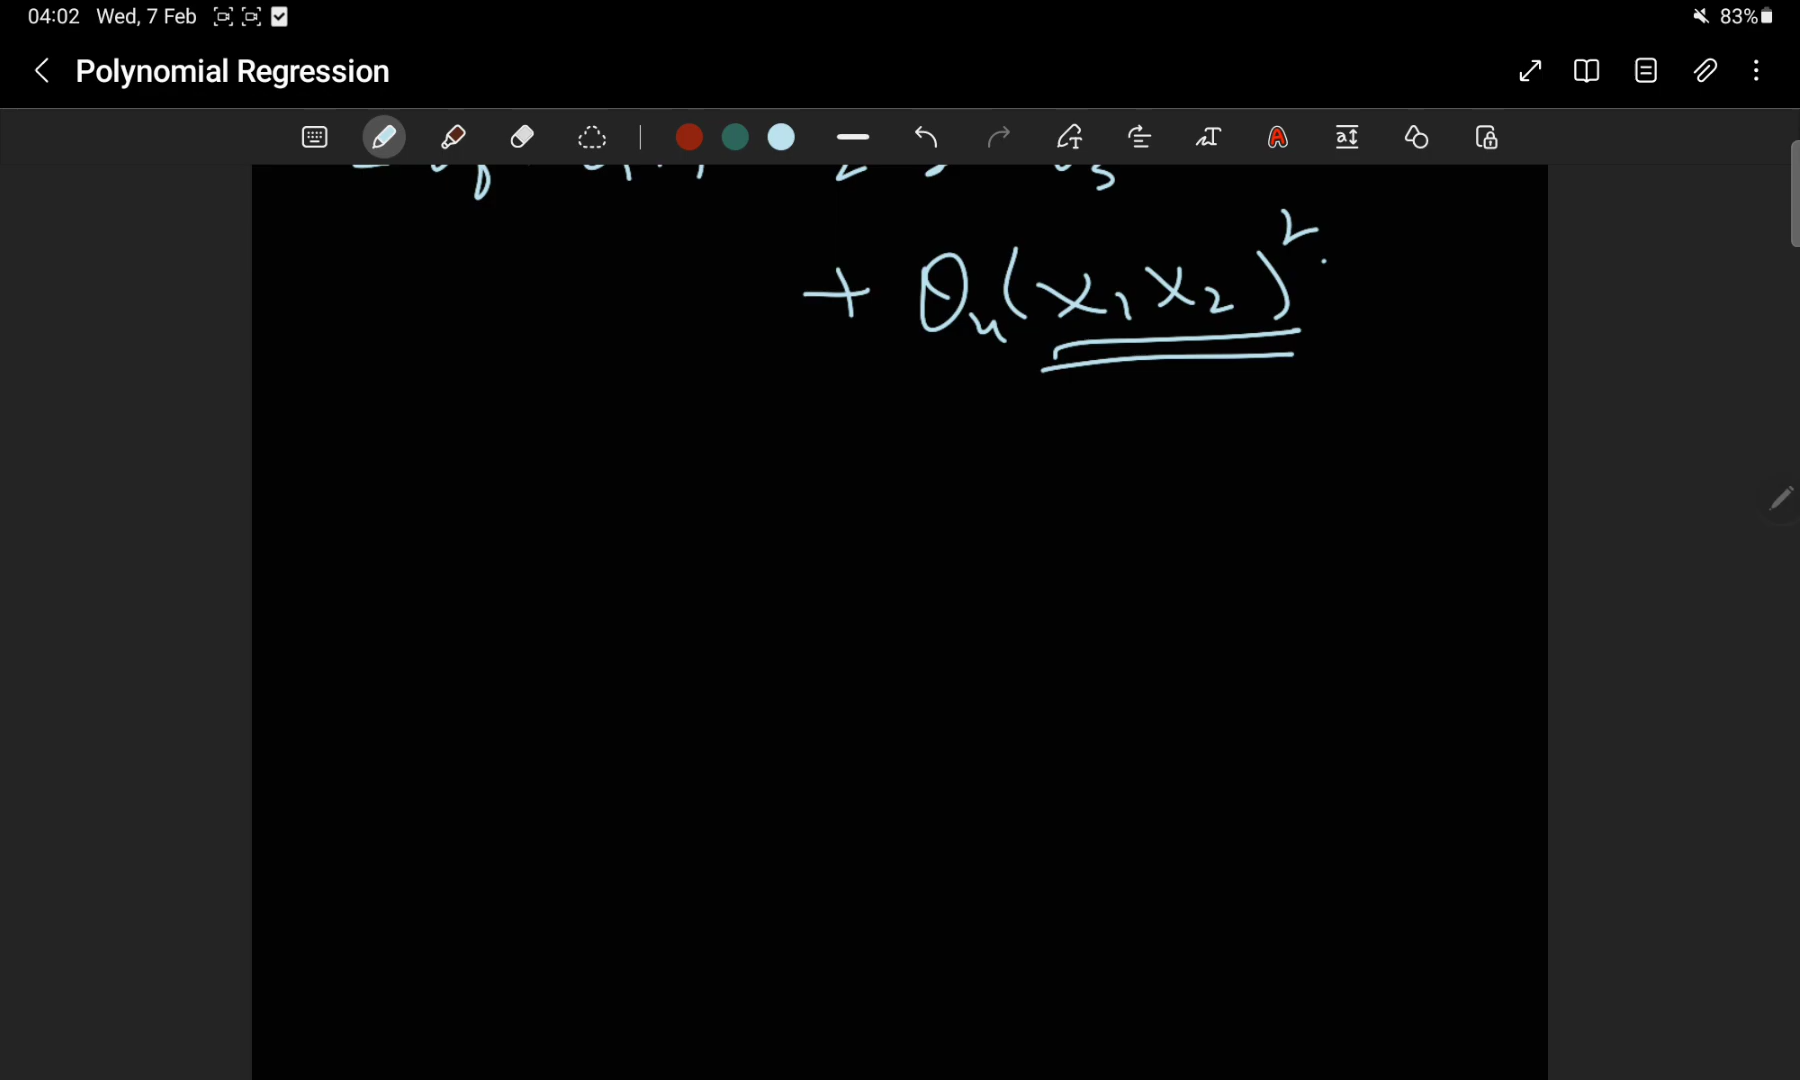 04:02 Wed, 7 Feb 83%
Polynomial Regression
+ θ₄(x₁x₂)².